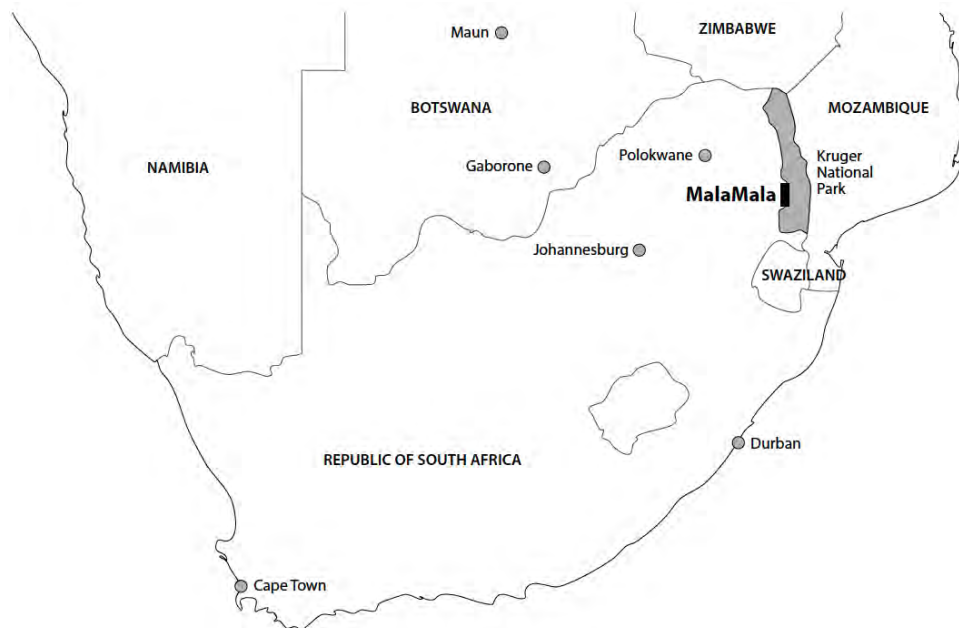 Maun
ZIMBABWE
BOTSWANA
MOZAMBIQUE
NAMIBIA
Gaborone
Polokwane
Kruger
National
Park
MalaMala
Johannesburg
SWAZILAND
REPUBLIC OF SOUTH AFRICA
Durban
Cape Town